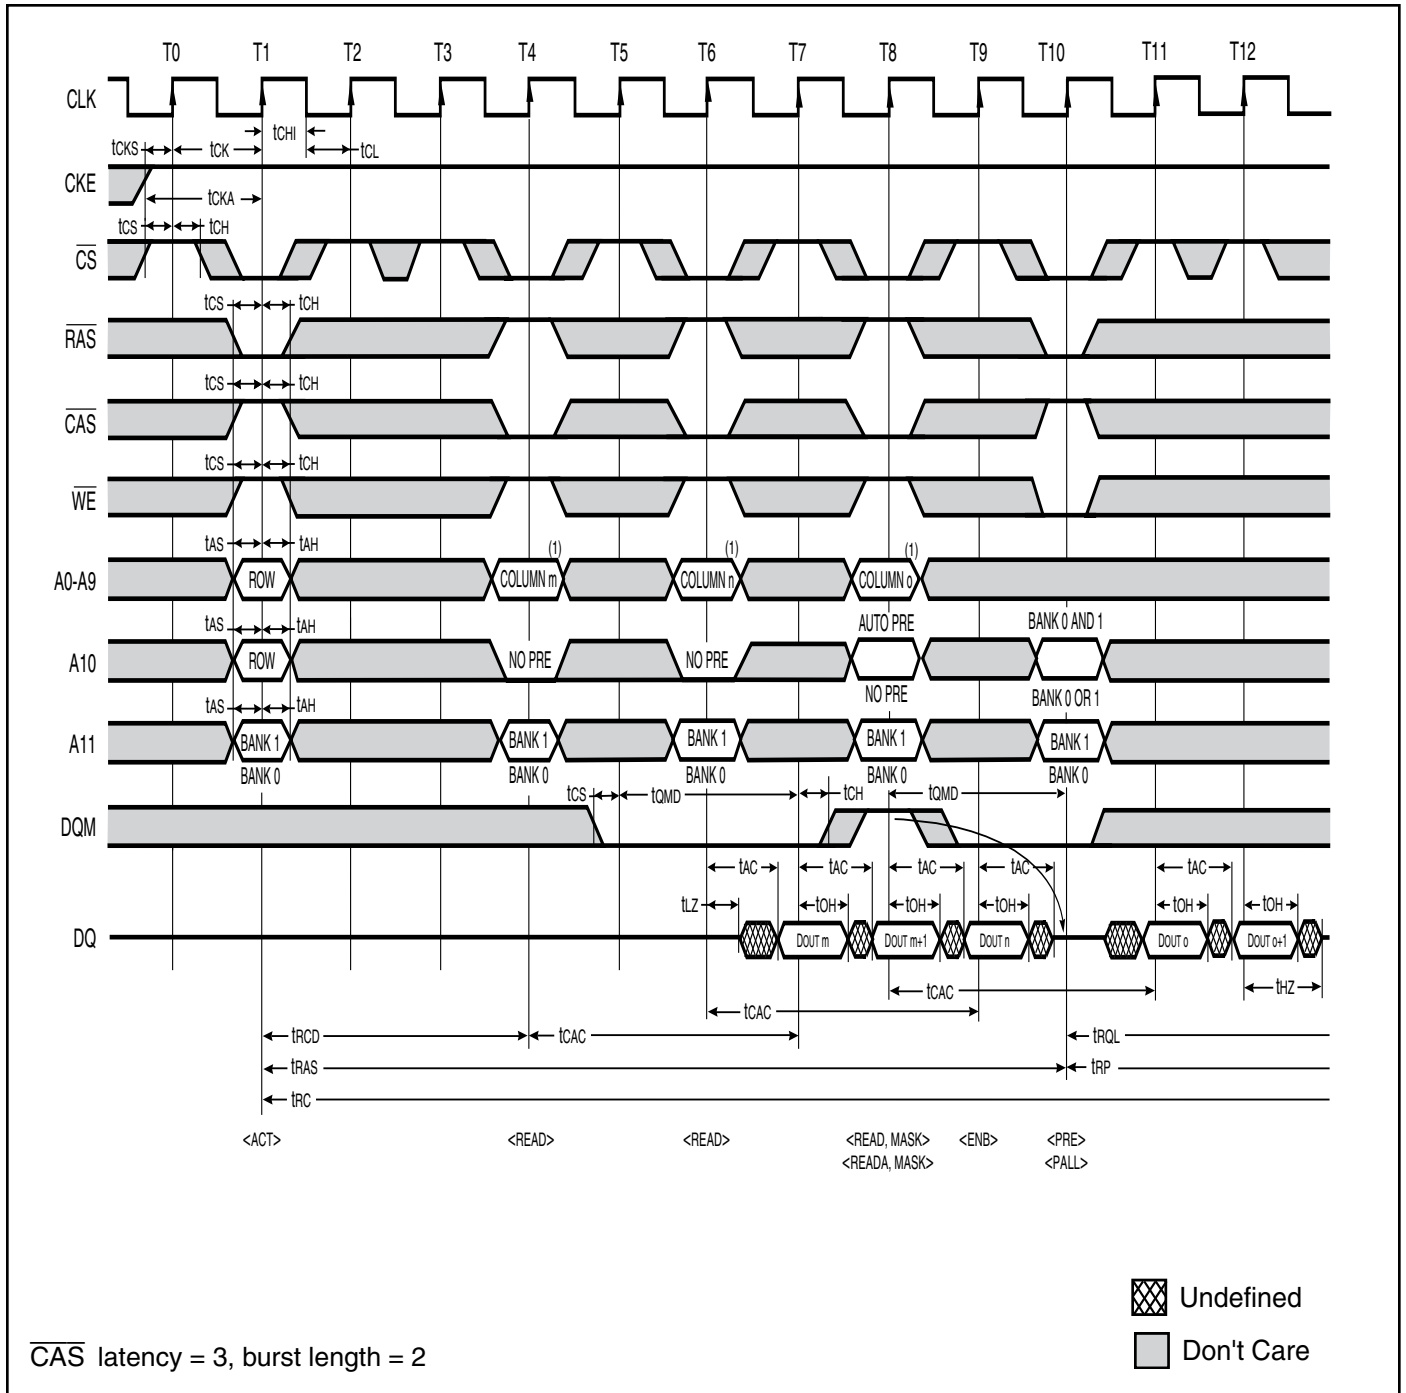 T0 T1 T2 T3 T4 T5 T6 T7 T8 T9 T10 T11 T12
CLK
tCHI
tCKS tCK tCL
CKE
tCKA
tCS tCH
CS
tCS tCH
RAS
tCS tCH
CAS
tCS tCH
WE
tAS tAH (1) (1) (1)
A0-A9 ROW COLUMN m COLUMN n COLUMN o
tAS tAH AUTO PRE BANK 0 AND 1
A10 ROW NO PRE NO PRE
NO PRE BANK 0 OR 1
tAS tAH
A11 BANK 1 BANK 1 BANK 1 BANK 1 BANK 1
BANK 0 BANK 0 BANK 0 BANK 0 BANK 0
tCS tQMD tCH tQMD
DQM
tAC tAC tAC tAC tAC
tLZ tOH tOH tOH tOH tOH
DQ DOUT m DOUT m+1 DOUT n DOUT o DOUT o+1
tCAC tHZ
tCAC
tRCD tCAC tRQL
tRAS tRP
tRC
<ACT> <READ> <READ> <READ, MASK> <ENB> <PRE>
<READA, MASK> <PALL>
Undefined
Don't Care
CAS latency = 3, burst length = 2